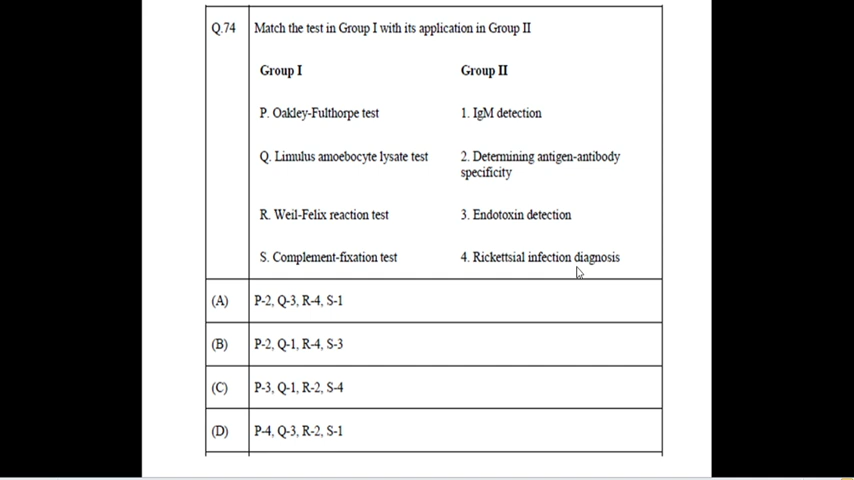 Q.74 Match the test in Group I with its application in Group II
Group I Group II
P. Oakley-Fulthorpe test 1. IgM detection
Q. Limulus amoebocyte lysate test 2. Determining antigen-antibody
specificity
R. Weil-Felix reaction test 3. Endotoxin detection
S. Complement-fixation test 4. Rickettsial infection diagnosis
(A) P-2, Q-3, R-4, S-1
(B) P-2, Q-1, R-4, S-3
(C) P-3, Q-1, R-2, S-4
(D) P-4, Q-3, R-2, S-1